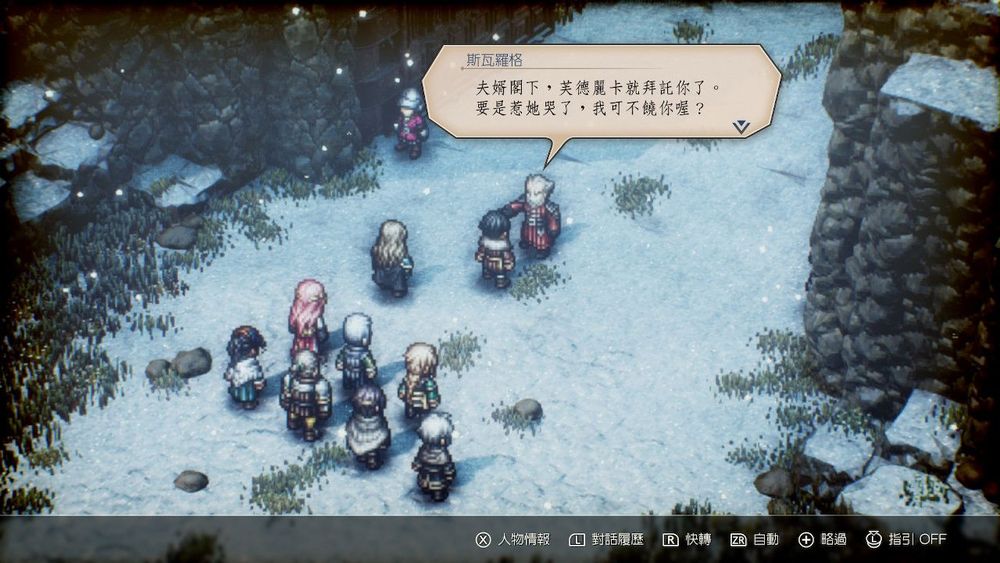 斯瓦羅格
夫婿閣下，芙德麗卡就拜託你了。
要是惹她哭了，我可不饒你喔？
X 人物情報 L 對話履歷 R 快轉 ZR 自動 + 略過 L 指引 OFF